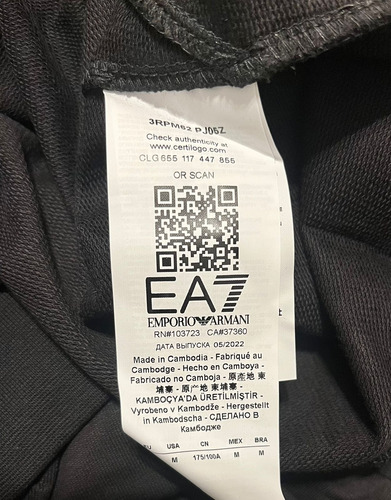 3RPM62 PJ06Z
Check authenticity at
www.certilogo.com
CLG 655 117 447 855
OR SCAN
EA7
EMPORIO ARMANI
RN#103723 CA#37360
ДАТА ВЫПУСКА 05/2022
Made in Cambodia - Fabriqué au
Cambodge - Hecho en Camboya -
Fabricado no Camboja - 原產地 柬
埔寨 - 原产地 柬埔寨 -
KAMBOÇYA'DA ÜRETİLMİŞTİR -
Vyrobeno v Kambodže - Hergestellt
in Kambodscha - СДЕЛАНО В
Камбодже
USA CN MEX BRA
M M 175/100A M M